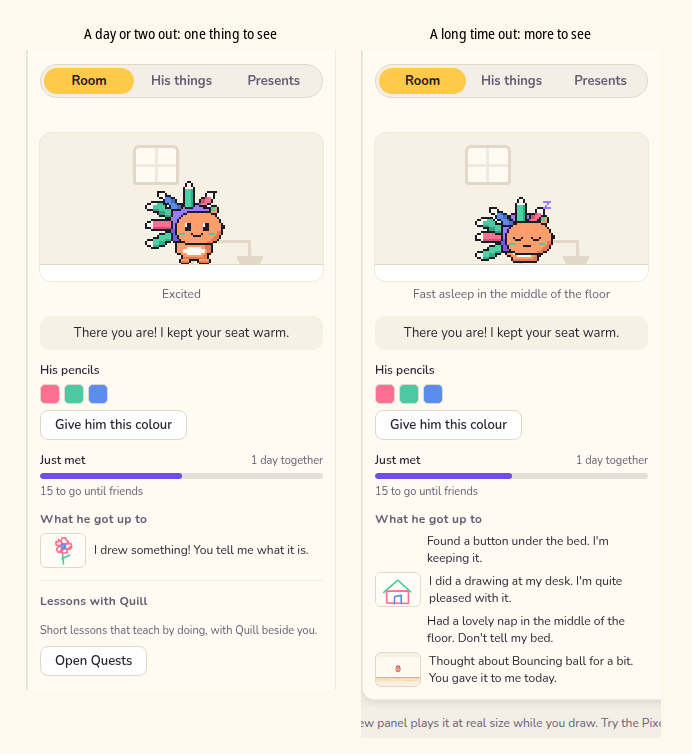 A day or two out: one thing to see
Room His things Presents
Excited
There you are! I kept your seat warm.
His pencils
Give him this colour
Just met 1 day together
15 to go until friends
What he got up to
I drew something! You tell me what it is.
Lessons with Quill
Short lessons that teach by doing, with Quill beside you.
Open Quests
A long time out: more to see
Room His things Presents
z
Fast asleep in the middle of the floor
There you are! I kept your seat warm.
His pencils
Give him this colour
Just met 1 day together
15 to go until friends
What he got up to
Found a button under the bed. I'm
keeping it.
I did a drawing at my desk. I'm quite
pleased with it.
Had a lovely nap in the middle of the
floor. Don't tell my bed.
Thought about Bouncing ball for a bit.
You gave it to me today.
panel plays it at real size while you draw. Try the